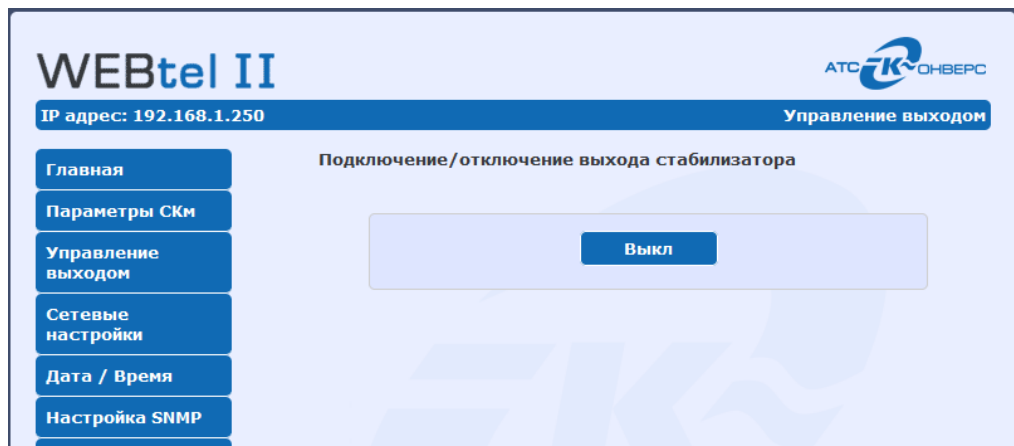 WEBtel II
АТС КОНВЕРС
IP адрес: 192.168.1.250
Управление выходом
Главная
Параметры СКм
Управление
выходом
Сетевые
настройки
Дата / Время
Настройка SNMP
Подключение/отключение выхода стабилизатора
Выкл